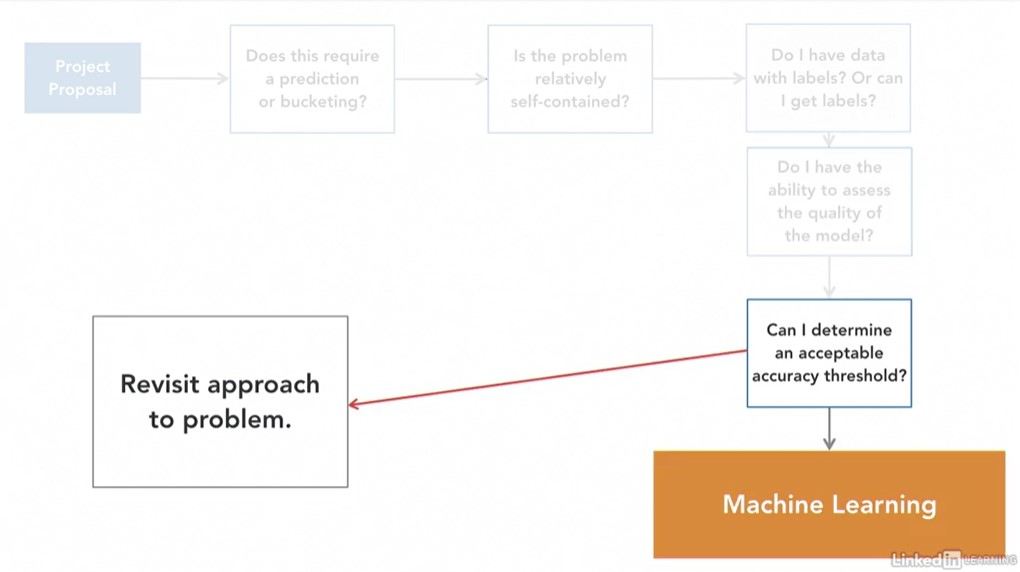 Project
Proposal
Does this require
a prediction
or bucketing?
Is the problem
relatively
self-contained?
Do I have data
with labels? Or can
I get labels?
Do I have the
ability to assess
the quality of
the model?
Can I determine
an acceptable
accuracy threshold?
Revisit approach
to problem.
Machine Learning
Linked in LEARNING